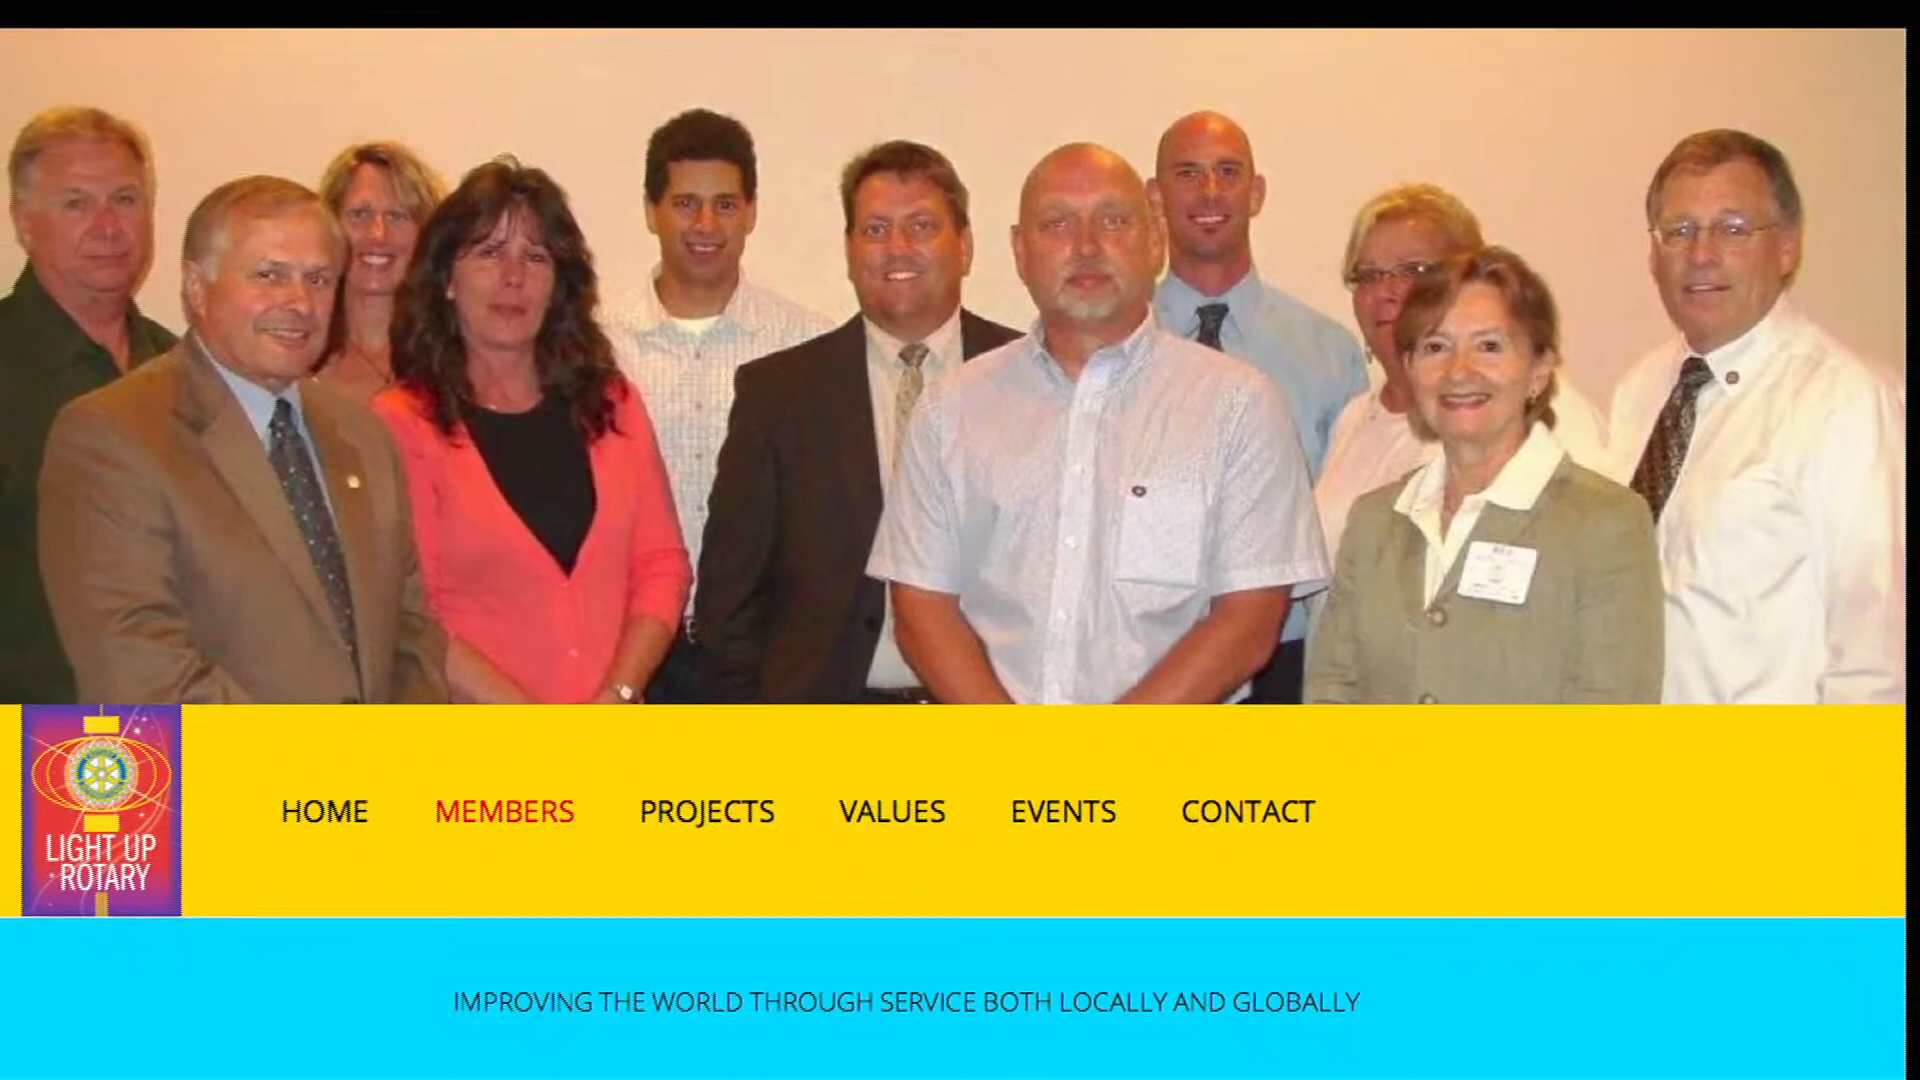 LIGHT UP
ROTARY
HOME MEMBERS PROJECTS VALUES EVENTS CONTACT
IMPROVING THE WORLD THROUGH SERVICE BOTH LOCALLY AND GLOBALLY